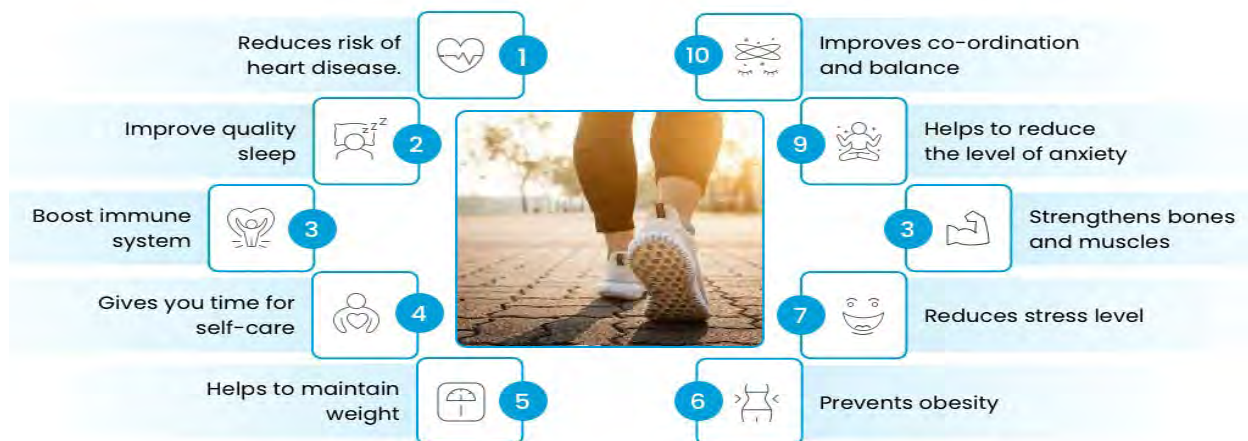 Reduces risk of
heart disease.
1
Improve quality
sleep
z z z
2
Boost immune
system
3
Gives you time for
self-care
4
Helps to maintain
weight
5
6
Prevents obesity
7
Reduces stress level
3
Strengthens bones
and muscles
9
Helps to reduce
the level of anxiety
10
Improves co-ordination
and balance